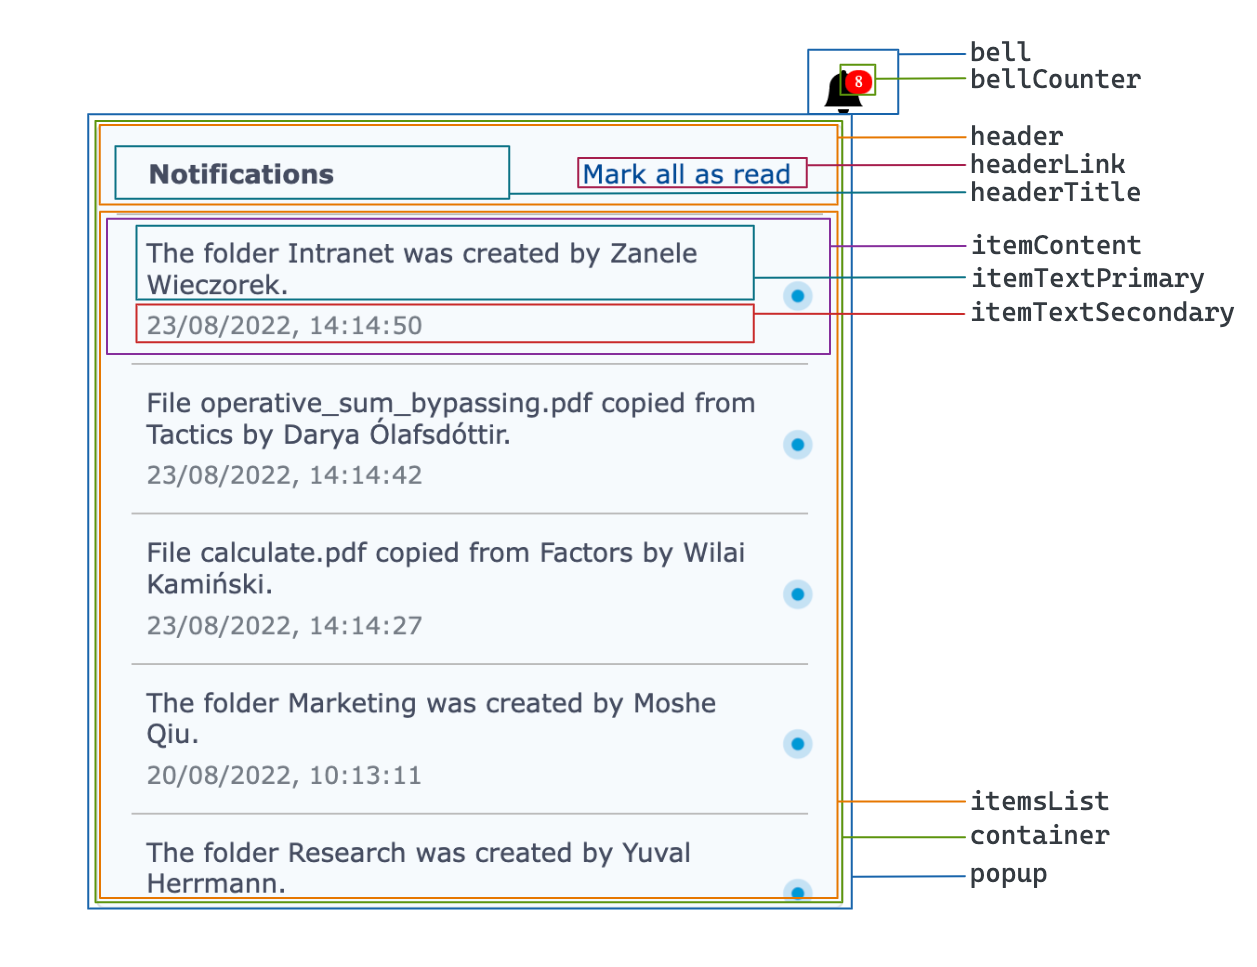 bell
8
bellCounter
header
Notifications
Mark all as read
headerLink
headerTitle
The folder Intranet was created by Zanele
Wieczorek.
23/08/2022, 14:14:50
itemContent
itemTextPrimary
itemTextSecondary
File operative_sum_bypassing.pdf copied from
Tactics by Darya Ólafsdóttir.
23/08/2022, 14:14:42
File calculate.pdf copied from Factors by Wilai
Kamiński.
23/08/2022, 14:14:27
The folder Marketing was created by Moshe
Qiu.
20/08/2022, 10:13:11
The folder Research was created by Yuval
Herrmann.
itemsList
container
popup